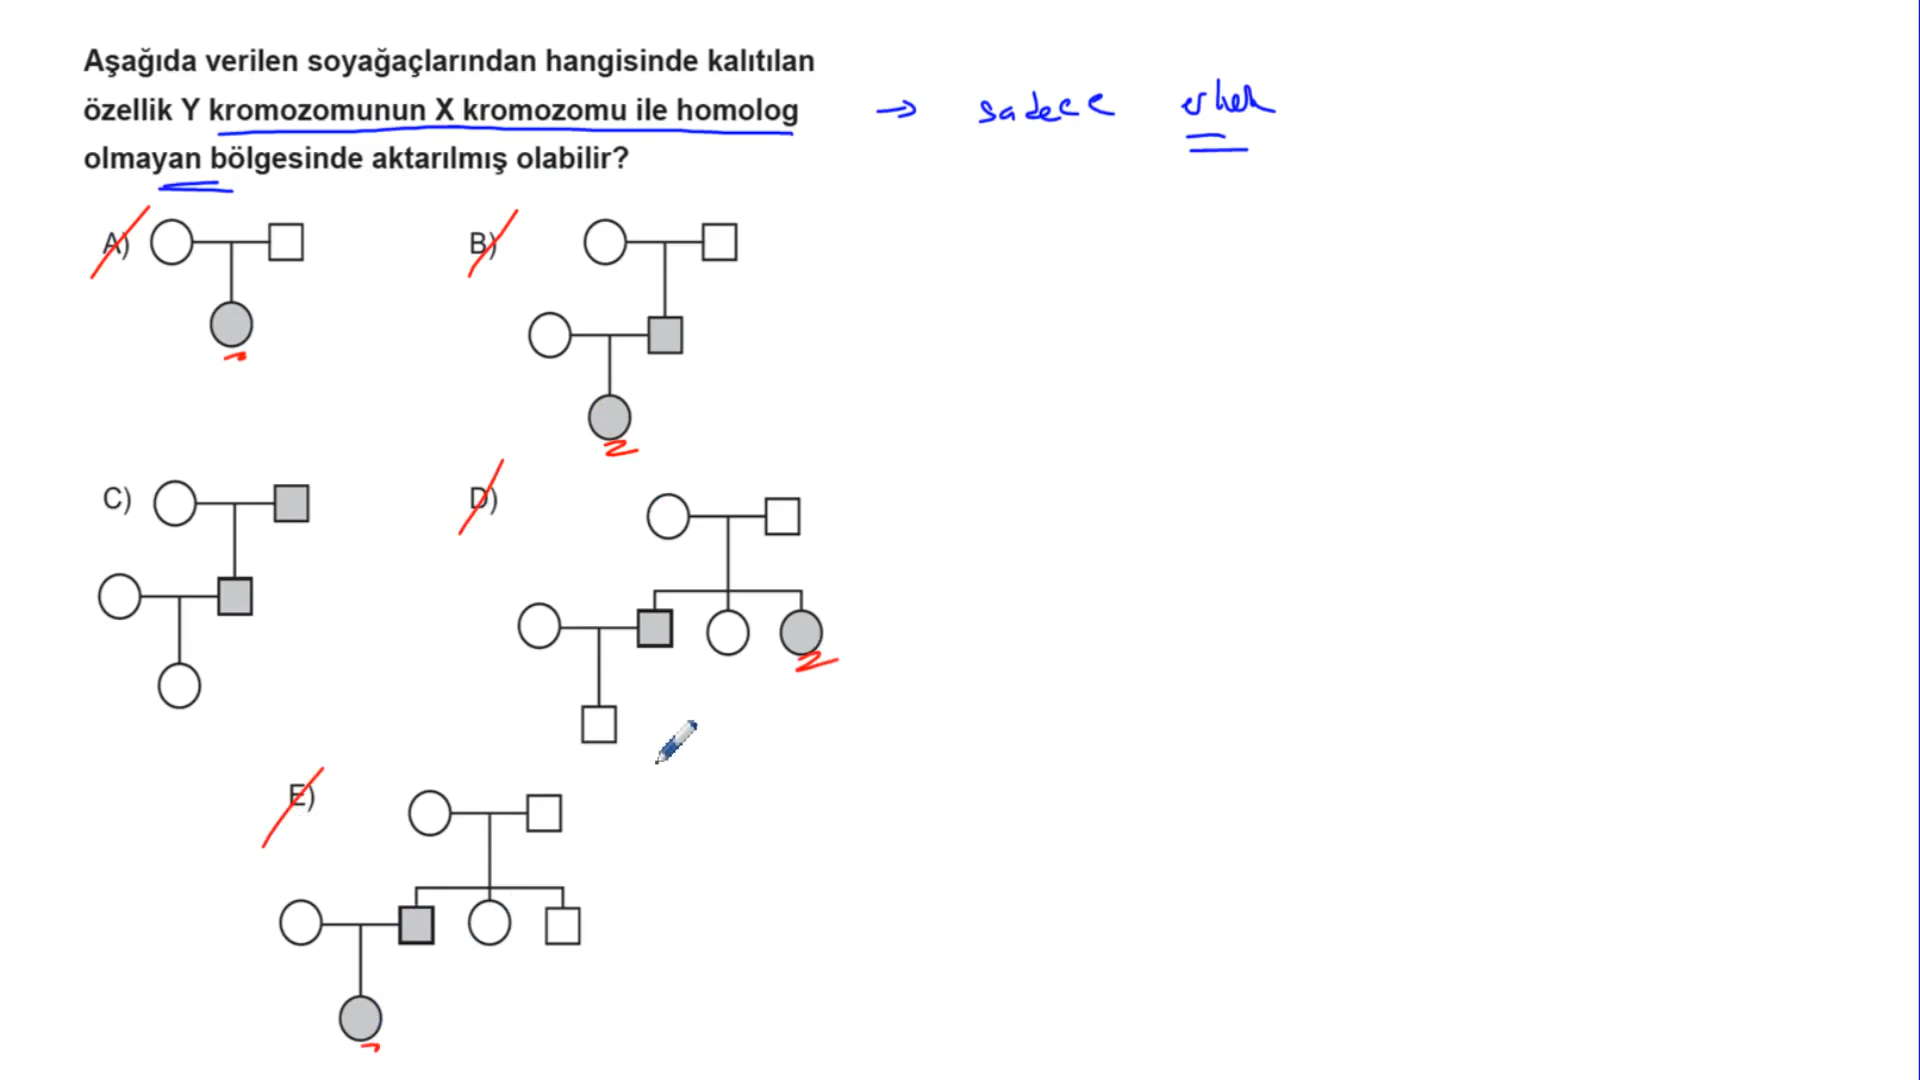 Aşağıda verilen soyağaçlarından hangisinde kalıtılan
özellik Y kromozomunun X kromozomu ile homolog
olmayan bölgesinde aktarılmış olabilir?
→ sadece erkek
A)
B)
C)
D)
E)